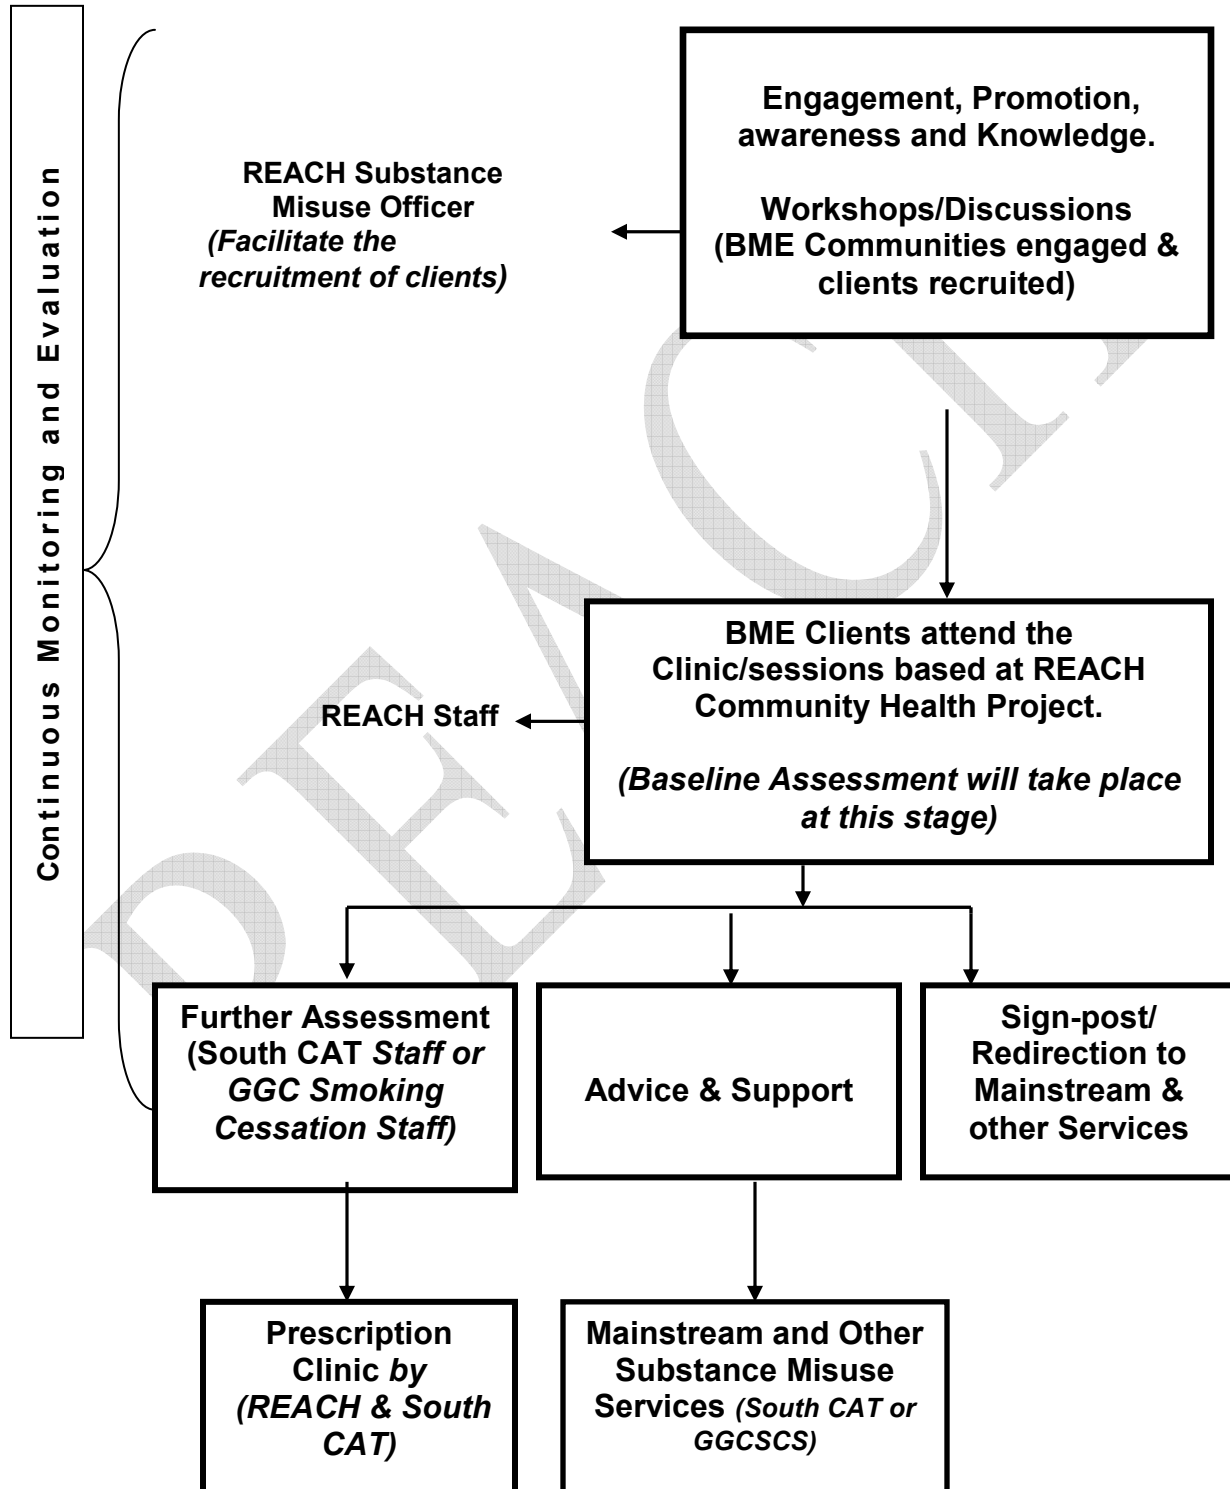 Continuous Monitoring and Evaluation
Engagement, Promotion,
awareness and Knowledge.
Workshops/Discussions
(BME Communities engaged &
clients recruited)
REACH Substance
Misuse Officer
(Facilitate the
recruitment of clients)
BME Clients attend the
Clinic/sessions based at REACH
Community Health Project.
(Baseline Assessment will take place
at this stage)
REACH Staff
Further Assessment
(South CAT Staff or
GGC Smoking
Cessation Staff)
Advice & Support
Sign-post/
Redirection to
Mainstream &
other Services
Prescription
Clinic by
(REACH & South
CAT)
Mainstream and Other
Substance Misuse
Services (South CAT or
GGCSCS)
REACH